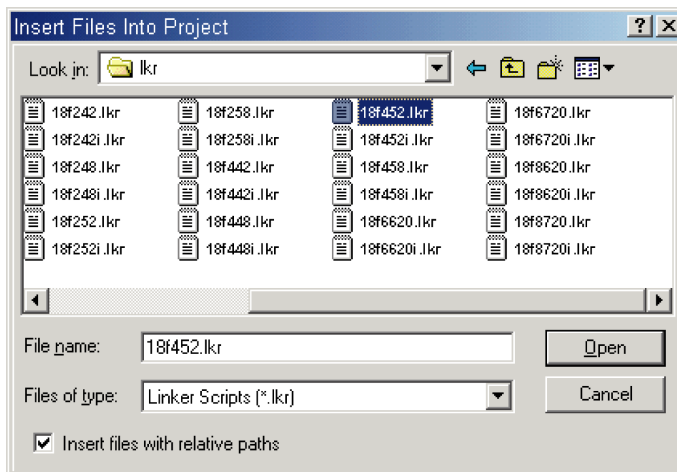 Insert Files Into Project
Look in: lkr
18f242.lkr 18f258.lkr 18f452.lkr 18f6720.lkr
18f242i.lkr 18f258i.lkr 18f452i.lkr 18f6720i.lkr
18f248.lkr 18f442.lkr 18f458.lkr 18f8620.lkr
18f248i.lkr 18f442i.lkr 18f458i.lkr 18f8620i.lkr
18f252.lkr 18f448.lkr 18f6620.lkr 18f8720.lkr
18f252i.lkr 18f448i.lkr 18f6620i.lkr 18f8720i.lkr
File name: 18f452.lkr Open
Files of type: Linker Scripts (*.lkr) Cancel
Insert files with relative paths